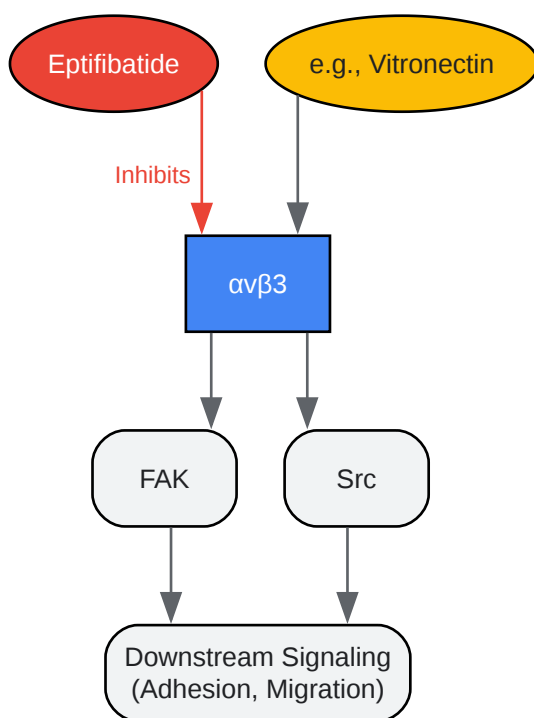 Eptifibatide
e.g., Vitronectin
Inhibits
αvβ3
FAK
Src
Downstream Signaling
(Adhesion, Migration)